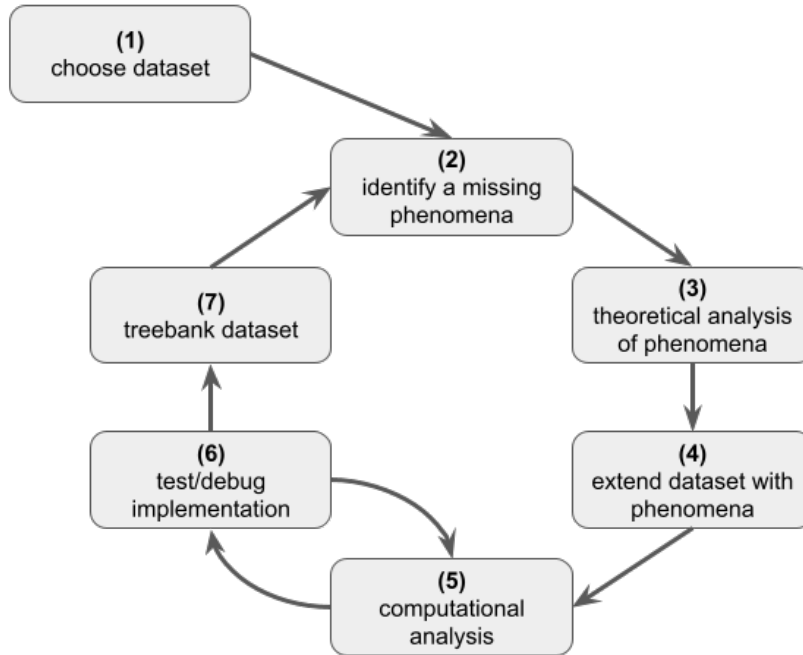 (1)
choose dataset
(2)
identify a missing
phenomena
(3)
theoretical analysis
of phenomena
(4)
extend dataset with
phenomena
(5)
computational
analysis
(6)
test/debug
implementation
(7)
treebank dataset